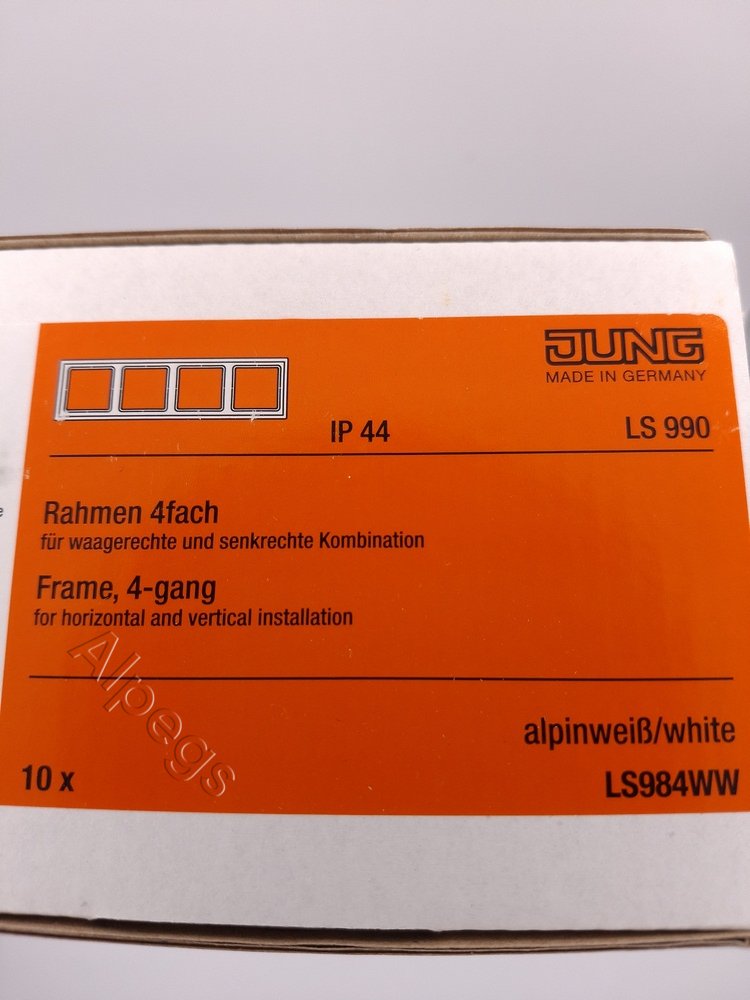 JUNG
MADE IN GERMANY
IP 44
LS 990
Rahmen 4fach
für waagerechte und senkrechte Kombination
Frame, 4-gang
for horizontal and vertical installation
Alpegs
alpinweiß/white
10 x
LS984WW